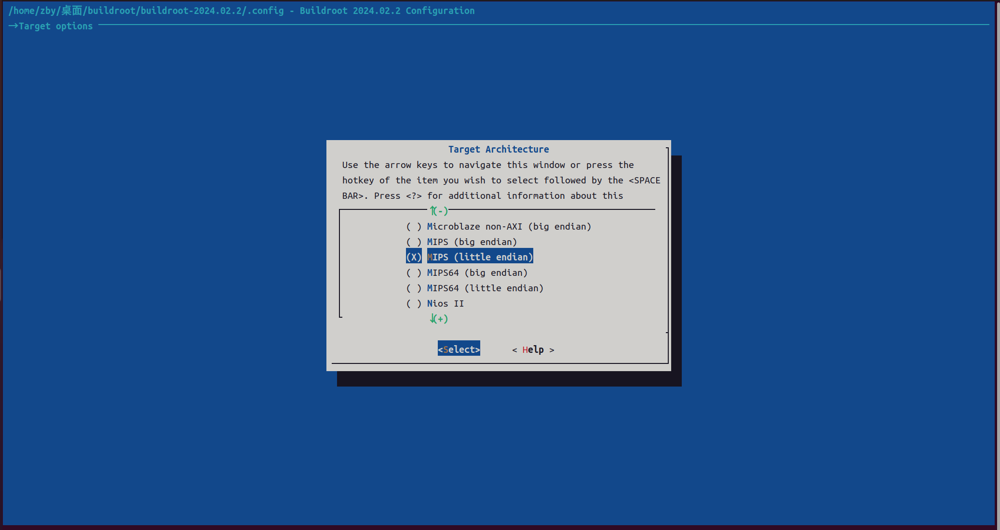 /home/zby/桌面/buildroot/buildroot-2024.02.2/.config - Buildroot 2024.02.2 Configuration
→Target options
Target Architecture
Use the arrow keys to navigate this window or press the
hotkey of the item you wish to select followed by the <SPACE
BAR>. Press <?> for additional information about this
↑(-)
( ) Microblaze non-AXI (big endian)
( ) MIPS (big endian)
(X) MIPS (little endian)
( ) MIPS64 (big endian)
( ) MIPS64 (little endian)
( ) Nios II
↓(+)
<Select> < Help >